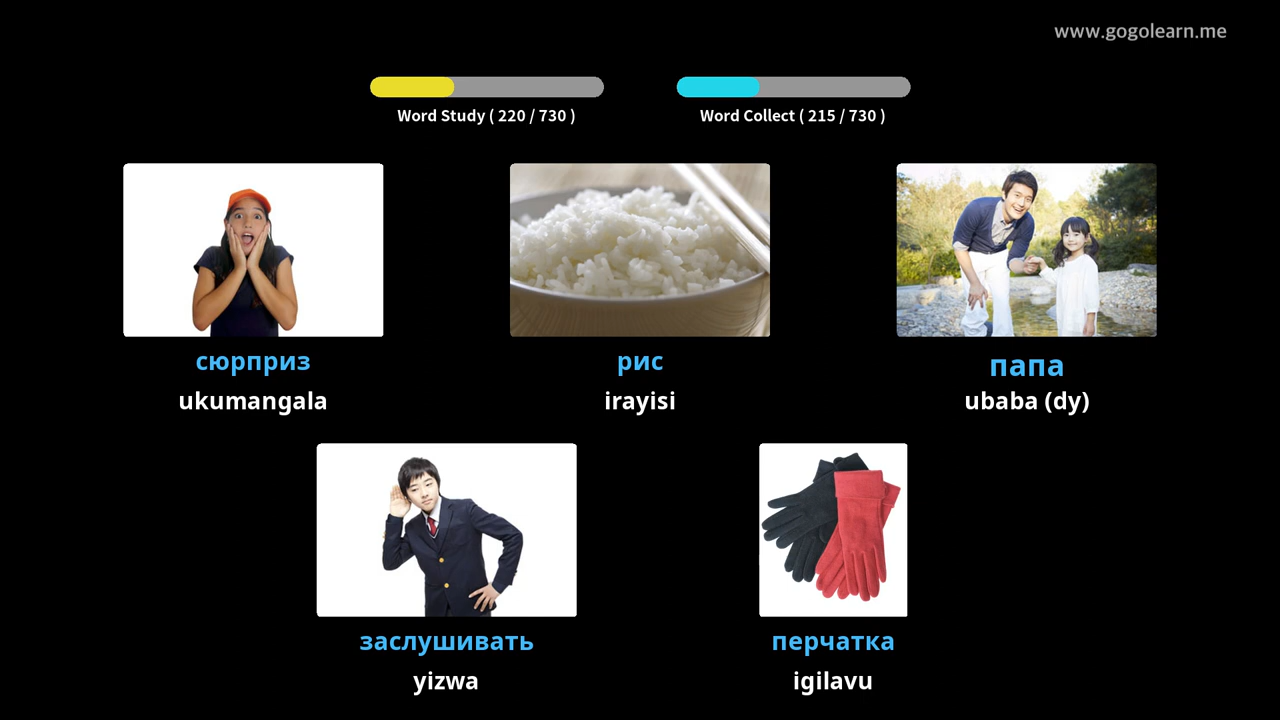 www.gogolearn.me
Word Study ( 220 / 730 )
Word Collect ( 215 / 730 )
сюрприз
ukumangala
рис
irayisi
папа
ubaba (dy)
заслушивать
yizwa
перчатка
igilavu